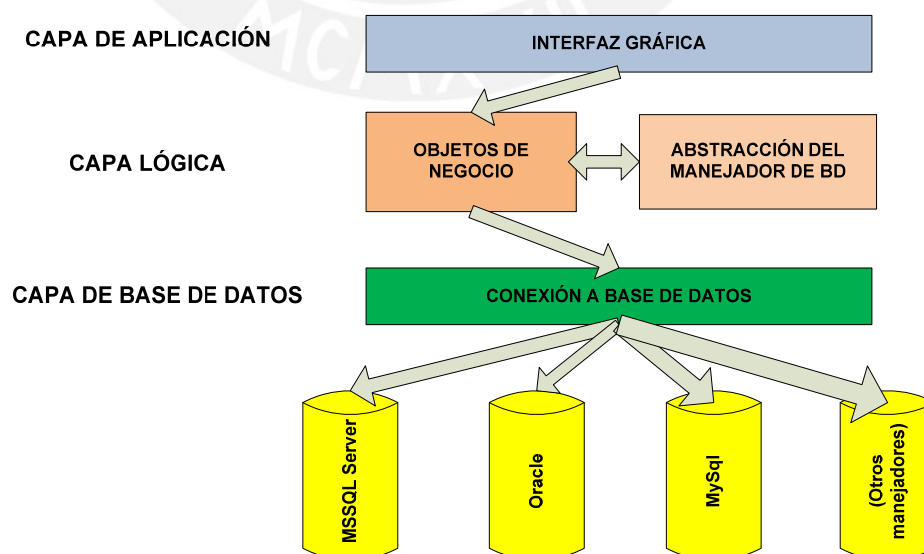 CAPA DE APLICACIÓN
INTERFAZ GRÁFICA
CAPA LÓGICA
OBJETOS DE
NEGOCIO
ABSTRACCIÓN DEL
MANEJADOR DE BD
CAPA DE BASE DE DATOS
CONEXIÓN A BASE DE DATOS
MSSQL Server
Oracle
MySql
(Otros
manejadores)